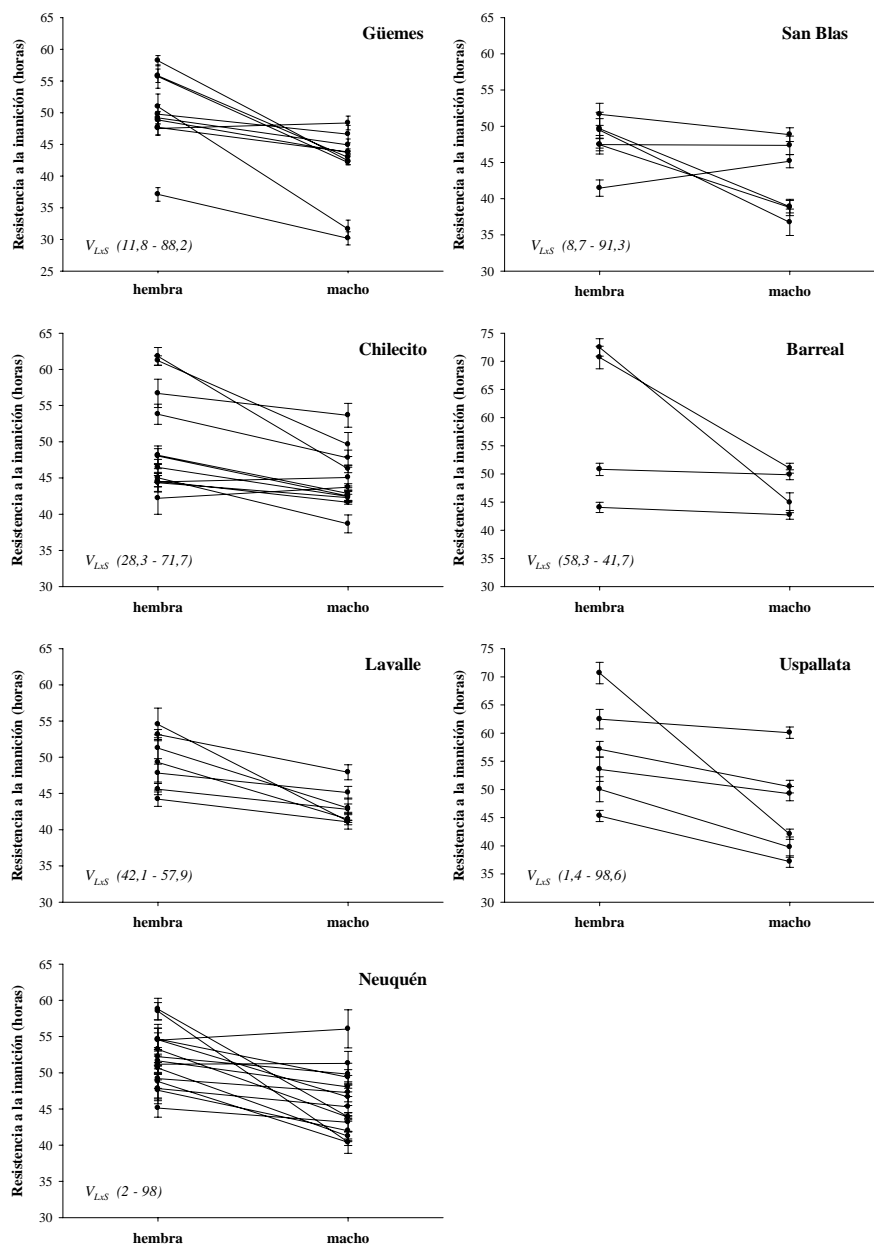 Güemes
Resistencia a la inanición (horas)
65
60
55
50
45
40
35
30
25
V_LxS (11,8 - 88,2)
hembra macho
San Blas
Resistencia a la inanición (horas)
65
60
55
50
45
40
35
30
V_LxS (8,7 - 91,3)
hembra macho
Chilecito
Resistencia a la inanición (horas)
65
60
55
50
45
40
35
30
V_LxS (28,3 - 71,7)
hembra macho
Barreal
Resistencia a la inanición (horas)
75
70
65
60
55
50
45
40
35
30
V_LxS (58,3 - 41,7)
hembra macho
Lavalle
Resistencia a la inanición (horas)
65
60
55
50
45
40
35
30
V_LxS (42,1 - 57,9)
hembra macho
Uspallata
Resistencia a la inanición (horas)
75
70
65
60
55
50
45
40
35
30
V_LxS (1,4 - 98,6)
hembra macho
Neuquén
Resistencia a la inanición (horas)
65
60
55
50
45
40
35
30
V_LxS (2 - 98)
hembra macho